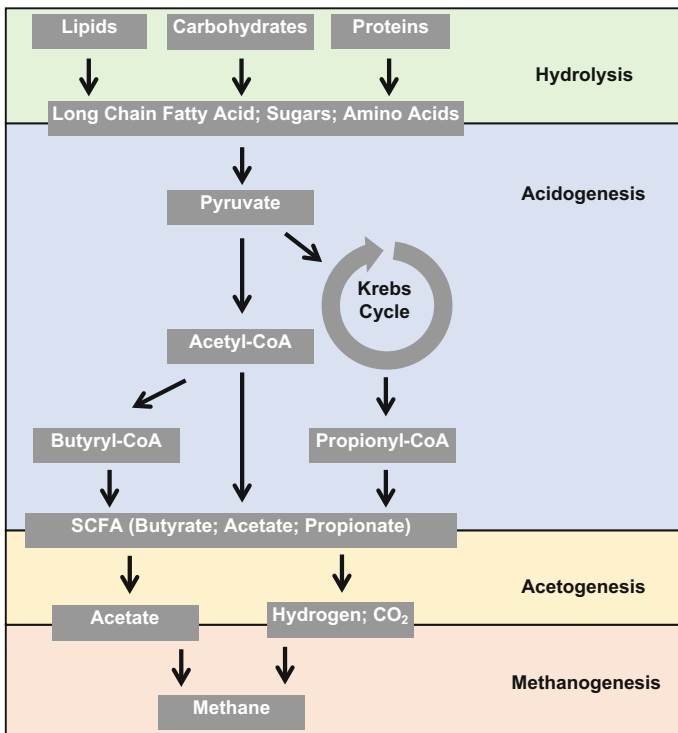 Lipids
Carbohydrates
Proteins
Hydrolysis
Long Chain Fatty Acid; Sugars; Amino Acids
Acidogenesis
Pyruvate
Krebs
Cycle
Acetyl-CoA
Butyryl-CoA
Propionyl-CoA
SCFA (Butyrate; Acetate; Propionate)
Acetogenesis
Acetate
Hydrogen; CO₂
Methanogenesis
Methane